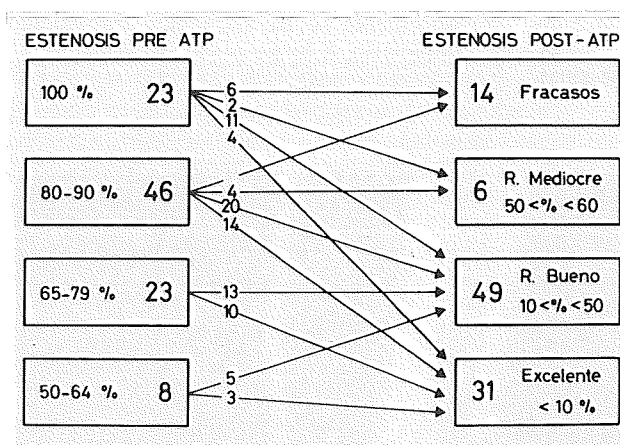 ESTENOSIS PRE ATP
ESTENOSIS POST-ATP
100 % 23
80-90 % 46
65-79 % 23
50-64 % 8
6
2
11
4
4
20
14
13
10
5
3
14 Fracasos
6 R. Mediocre
50<%<60
49 R. Bueno
10<%<50
31 Excelente
< 10 %